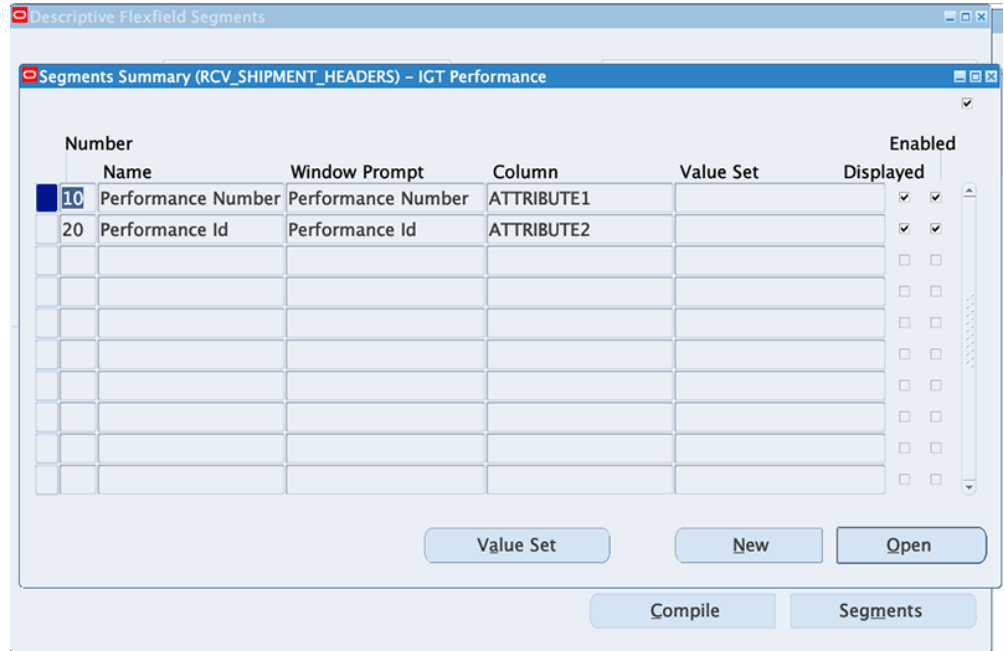 Descriptive Flexfield Segments
Segments Summary (RCV_SHIPMENT_HEADERS) – IGT Performance
Number Enabled
Name Window Prompt Column Value Set Displayed
10 Performance Number Performance Number ATTRIBUTE1
20 Performance Id Performance Id ATTRIBUTE2
Value Set New Open
Compile Segments